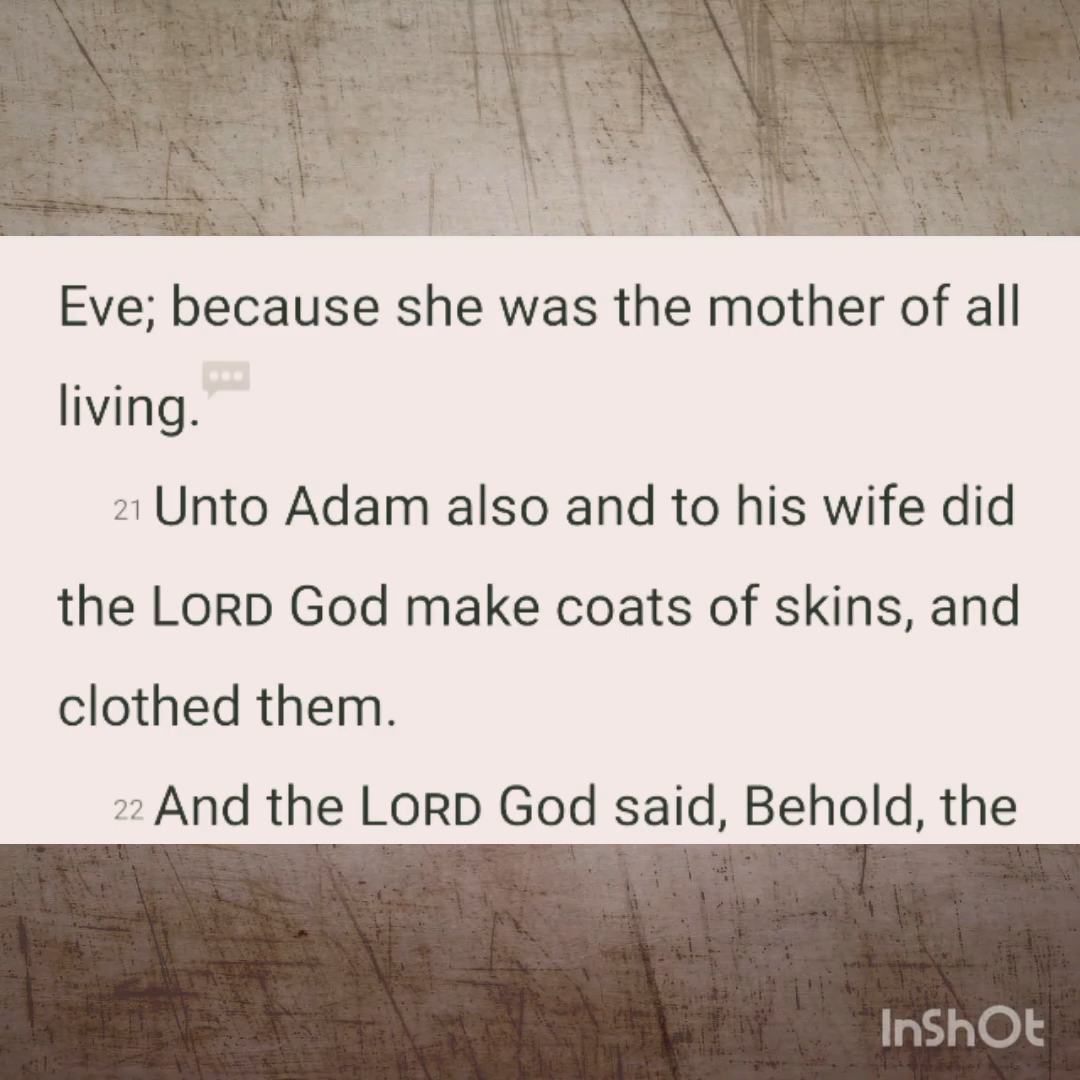 Eve; because she was the mother of all
living.
21 Unto Adam also and to his wife did
the LORD God make coats of skins, and
clothed them.
22 And the LORD God said, Behold, the
InShOt